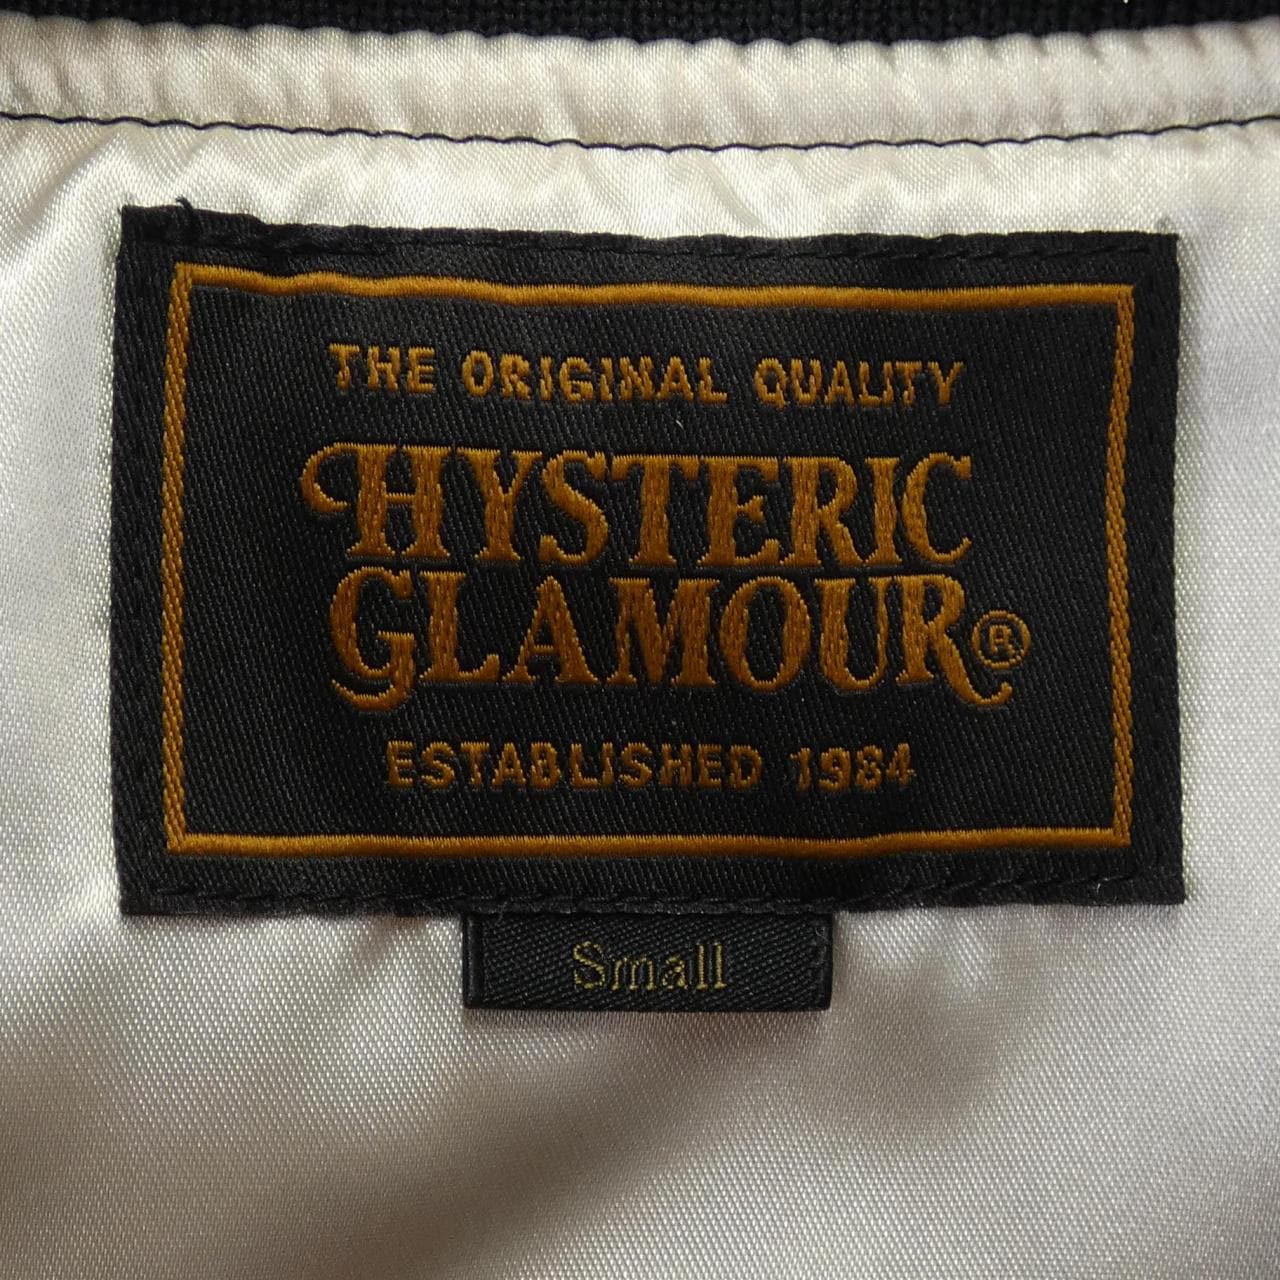 THE ORIGINAL QUALITY
HYSTERIC
GLAMOUR®
ESTABLISHED 1984
Small